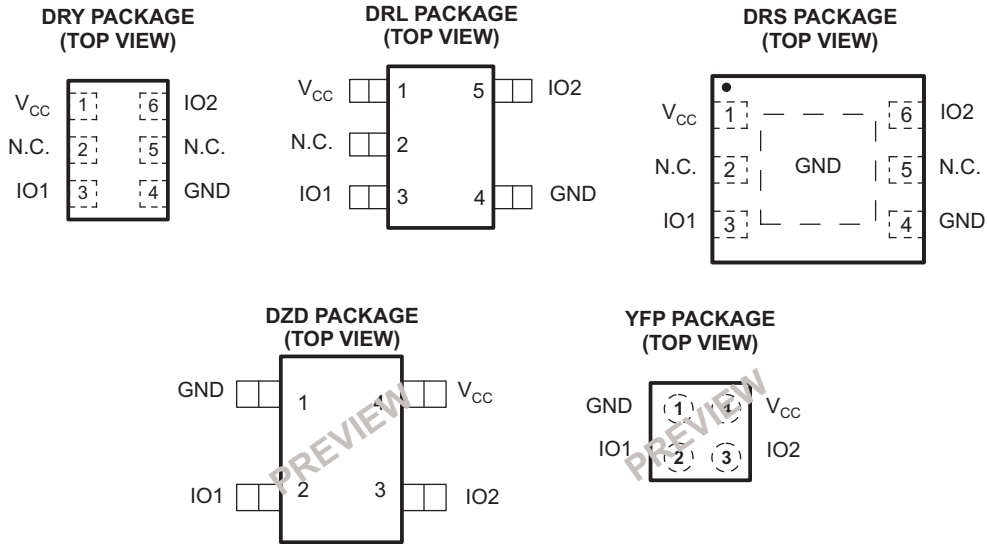 DRY PACKAGE
(TOP VIEW)
VCC 1 6 IO2
N.C. 2 5 N.C.
IO1 3 4 GND
DRL PACKAGE
(TOP VIEW)
VCC 1 5 IO2
N.C. 2
IO1 3 4 GND
DRS PACKAGE
(TOP VIEW)
VCC 1 6 IO2
N.C. 2 GND 5 N.C.
IO1 3 4 GND
DZD PACKAGE
(TOP VIEW)
GND 1 4 VCC
PREVIEW
IO1 2 3 IO2
YFP PACKAGE
(TOP VIEW)
GND 1 4 VCC
PREVIEW
IO1 2 3 IO2